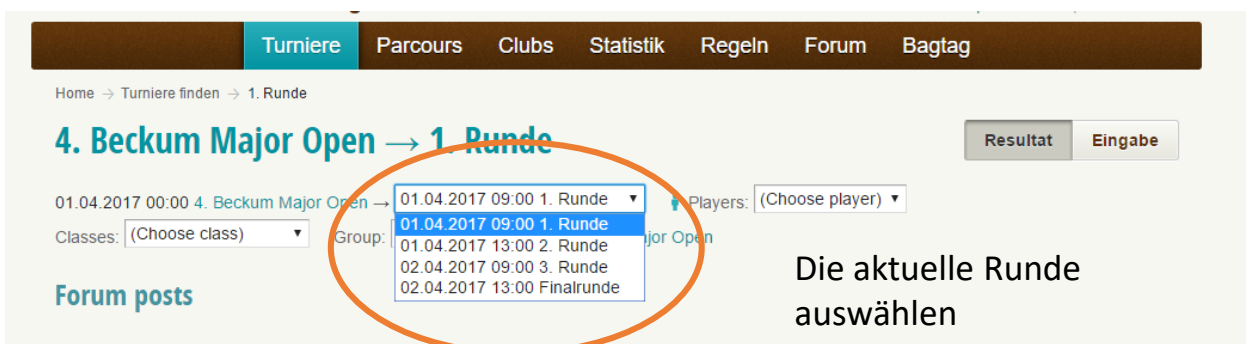 Turniere Parcours Clubs Statistik Regeln Forum Bagtag
Home → Turniere finden → 1. Runde
4. Beckum Major Open → 1. Runde
Resultat Eingabe
01.04.2017 00:00 4. Beckum Major Open → 01.04.2017 09:00 1. Runde Players: (Choose player)
01.04.2017 09:00 1. Runde
Classes: (Choose class) Group: Open
01.04.2017 13:00 2. Runde
02.04.2017 09:00 3. Runde
02.04.2017 13:00 Finalrunde
Forum posts
Die aktuelle Runde
auswählen